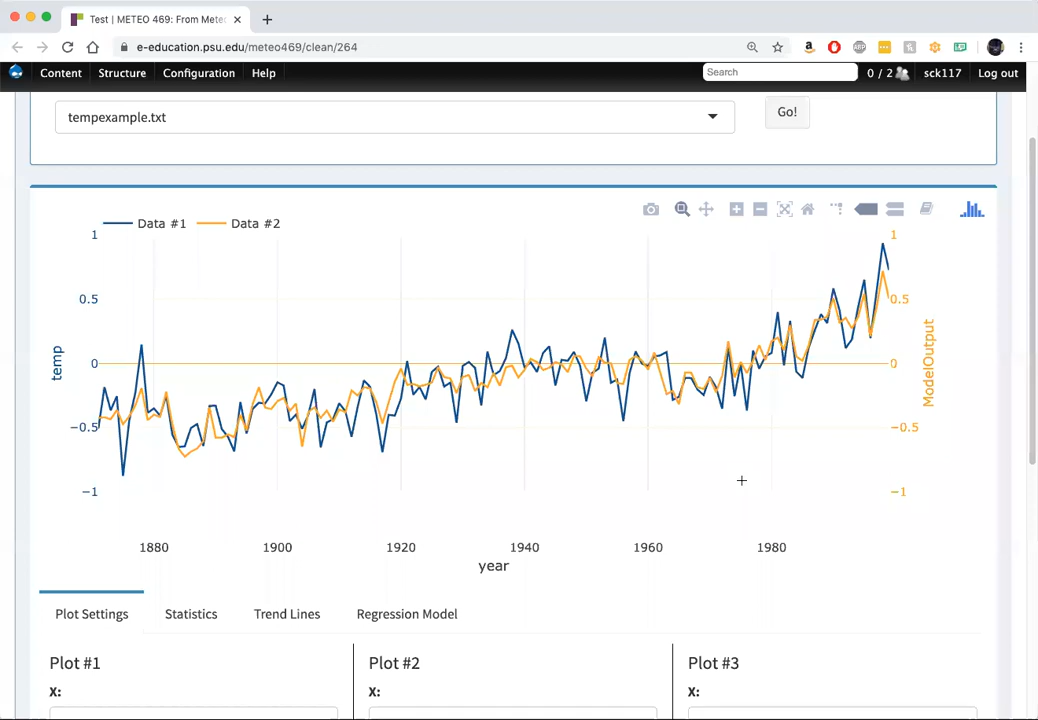 Test | METEO 469: From Mete
e-education.psu.edu/meteo469/clean/264
ABP
Content Structure Configuration Help Search 0 / 2 sck117 Log out
tempexample.txt Go!
Data #1 Data #2
1 1
0.5 0.5
0 0
−0.5 −0.5
−1 −1
temp
ModelOutput
1880 1900 1920 1940 1960 1980
year
Plot Settings Statistics Trend Lines Regression Model
Plot #1 Plot #2 Plot #3
X: X: X: